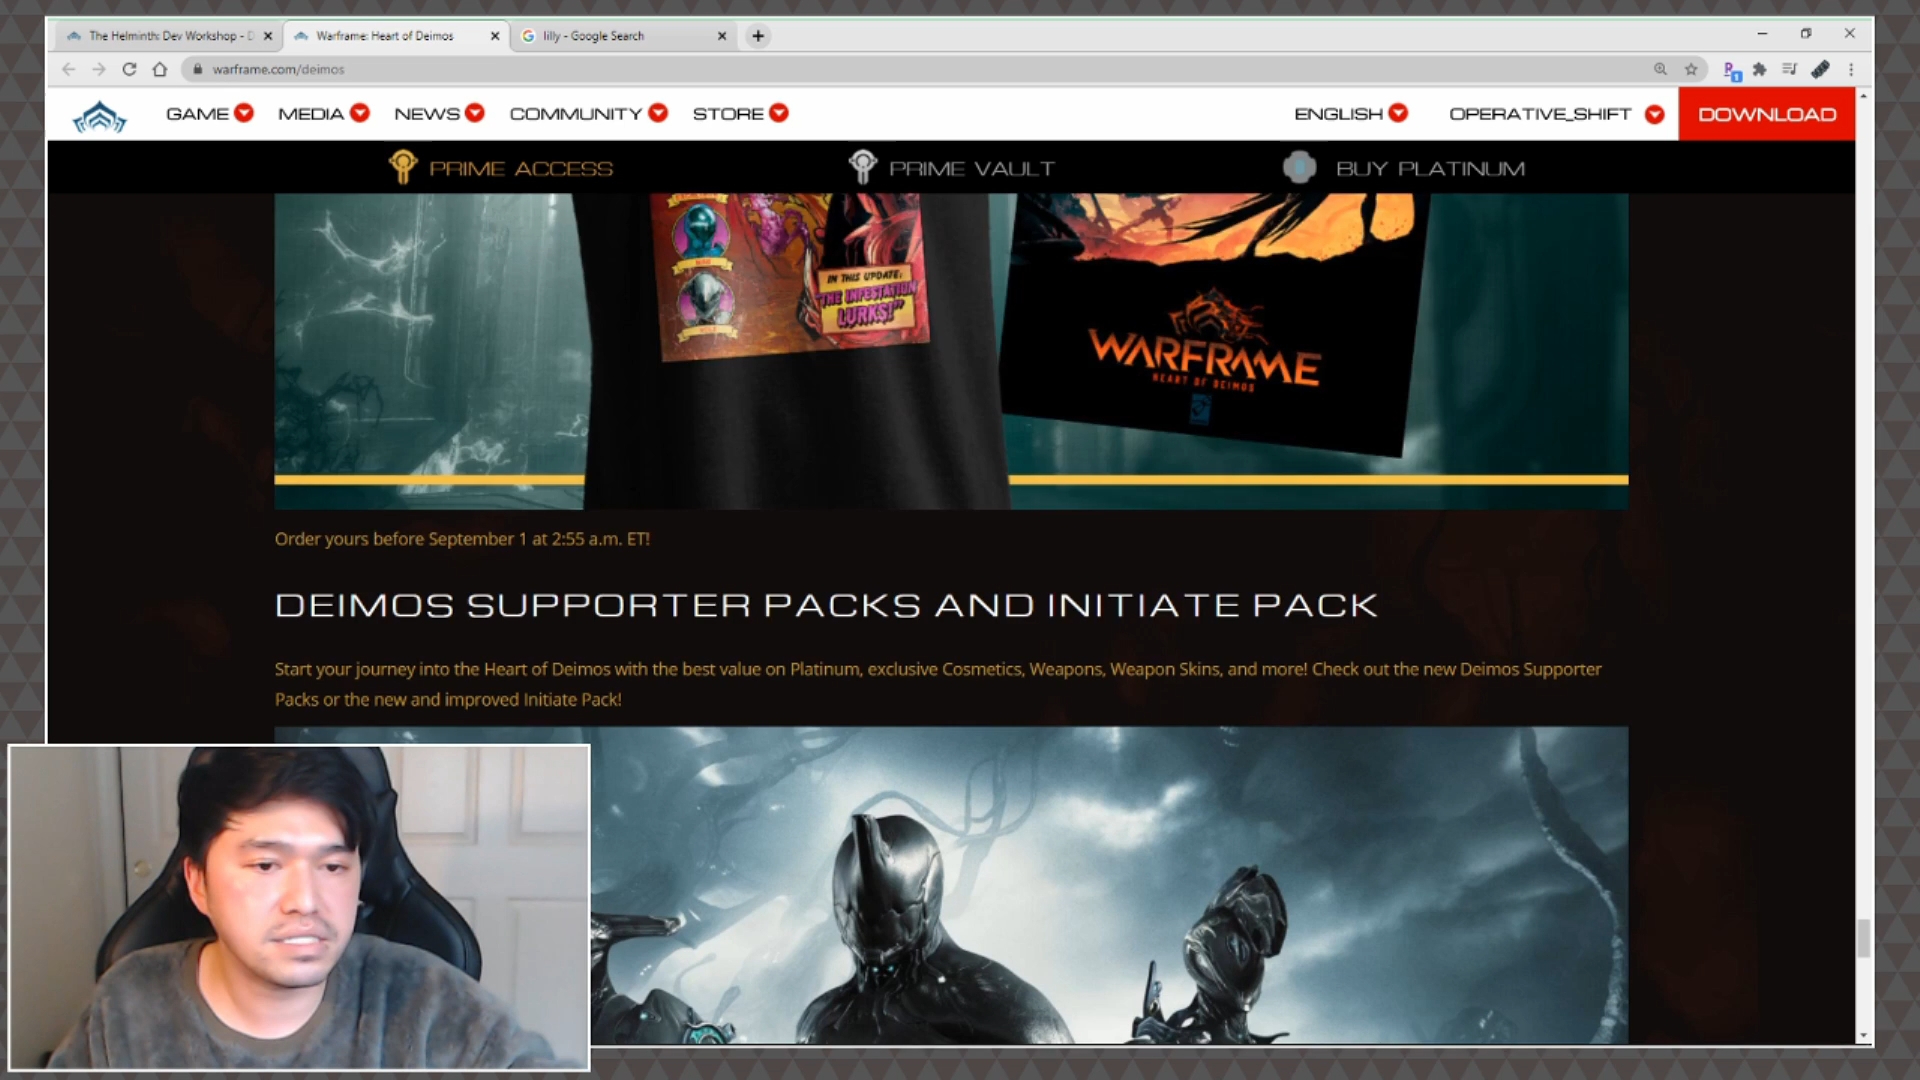 The Helminth: Dev Workshop - D
Warframe: Heart of Deimos
lilly - Google Search
warframe.com/deimos
1
GAME
MEDIA
NEWS
COMMUNITY
STORE
ENGLISH
OPERATIVE_SHIFT
DOWNLOAD
PRIME ACCESS
PRIME VAULT
BUY PLATINUM
IN THIS UPDATE:
"THE INFESTATION
LURKS!"
WARFRAME
HEART OF DEIMOS
Order yours before September 1 at 2:55 a.m. ET!
DEIMOS SUPPORTER PACKS AND INITIATE PACK
Start your journey into the Heart of Deimos with the best value on Platinum, exclusive Cosmetics, Weapons, Weapon Skins, and more! Check out the new Deimos Supporter
Packs or the new and improved Initiate Pack!